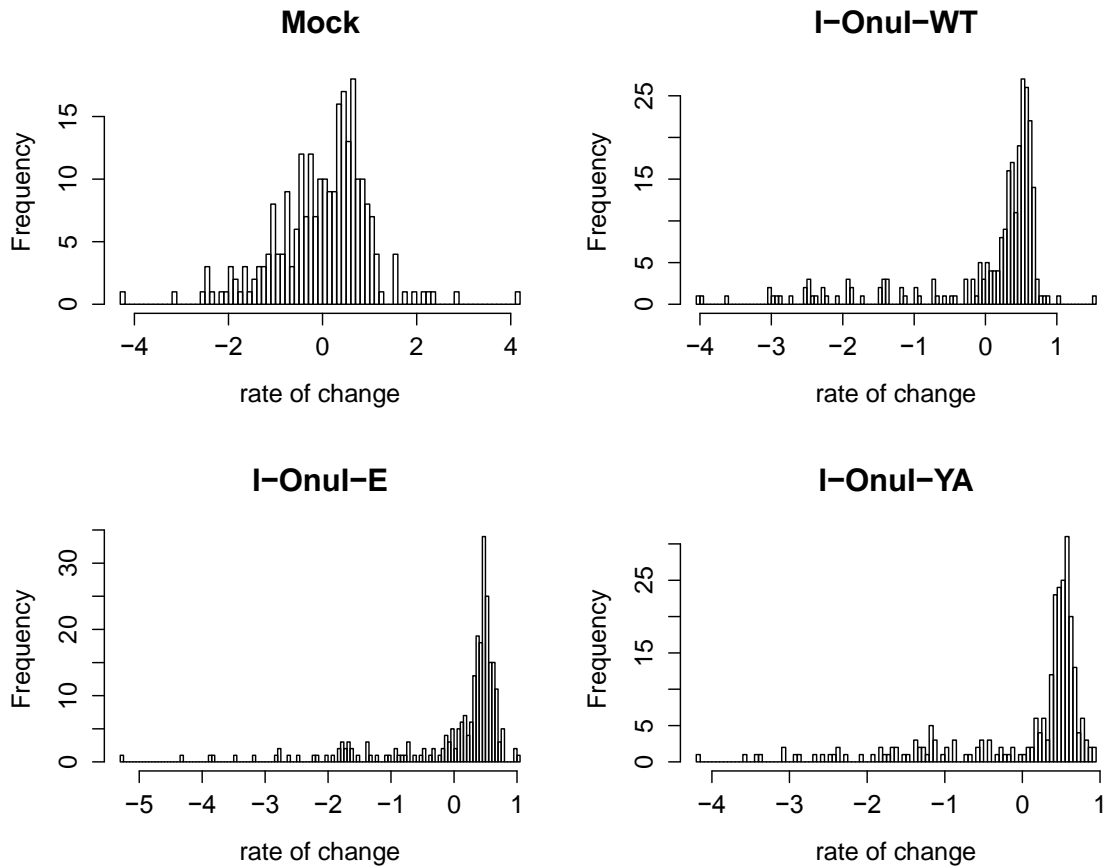 Mock
Frequency
15
10
5
0
−4 −2 0 2 4
rate of change
I−OnuI−WT
Frequency
25
15
5
0
−4 −3 −2 −1 0 1
rate of change
I−OnuI−E
Frequency
30
20
10
0
−5 −4 −3 −2 −1 0 1
rate of change
I−OnuI−YA
Frequency
25
15
5
0
−4 −3 −2 −1 0 1
rate of change